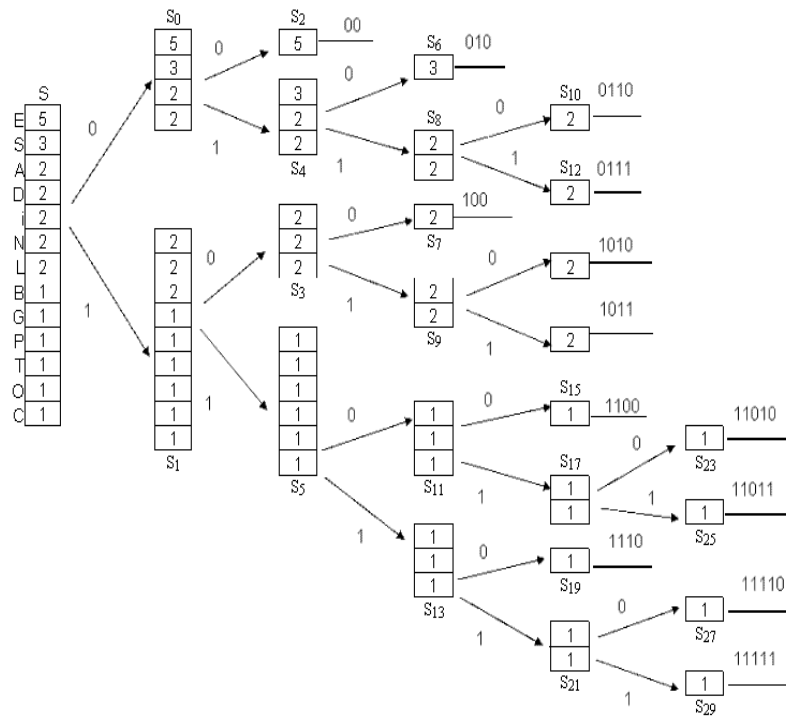 S
E 5
S 3
A 2
D 2
i 2
N 2
L 2
B 1
G 1
P 1
T 1
O 1
C 1
0
1
S0
5
3
2
2
0
1
2
2
2
1
1
1
1
1
1
S1
0
1
S2
5
00
3
2
2
S4
0
1
2
2
2
S3
0
1
1
1
1
1
1
1
S5
0
1
S6
3
010
S8
2
2
0
1
2
100
S7
2
2
S9
0
1
1
1
1
S11
0
1
1
1
1
S13
0
1
S10
2
0110
S12
2
0111
2
1010
2
1011
S15
1
1100
S17
1
1
0
1
1
1110
S19
1
1
S21
0
1
1
11010
S23
1
11011
S25
1
11110
S27
1
11111
S29